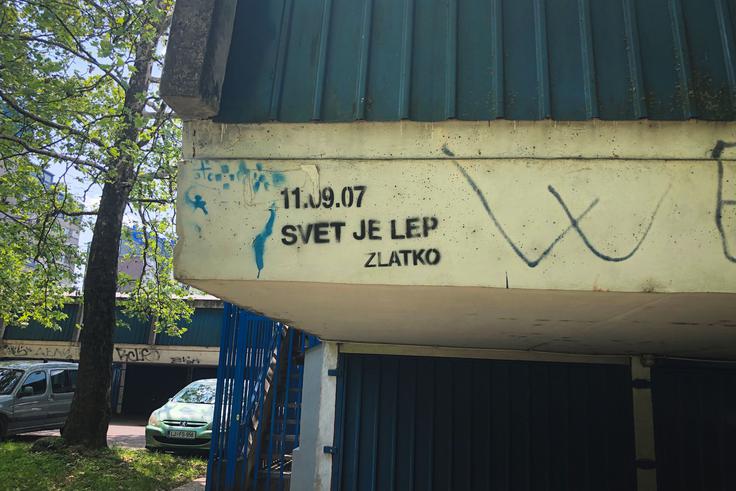 11.09.07
SVET JE LEP
ZLATKO